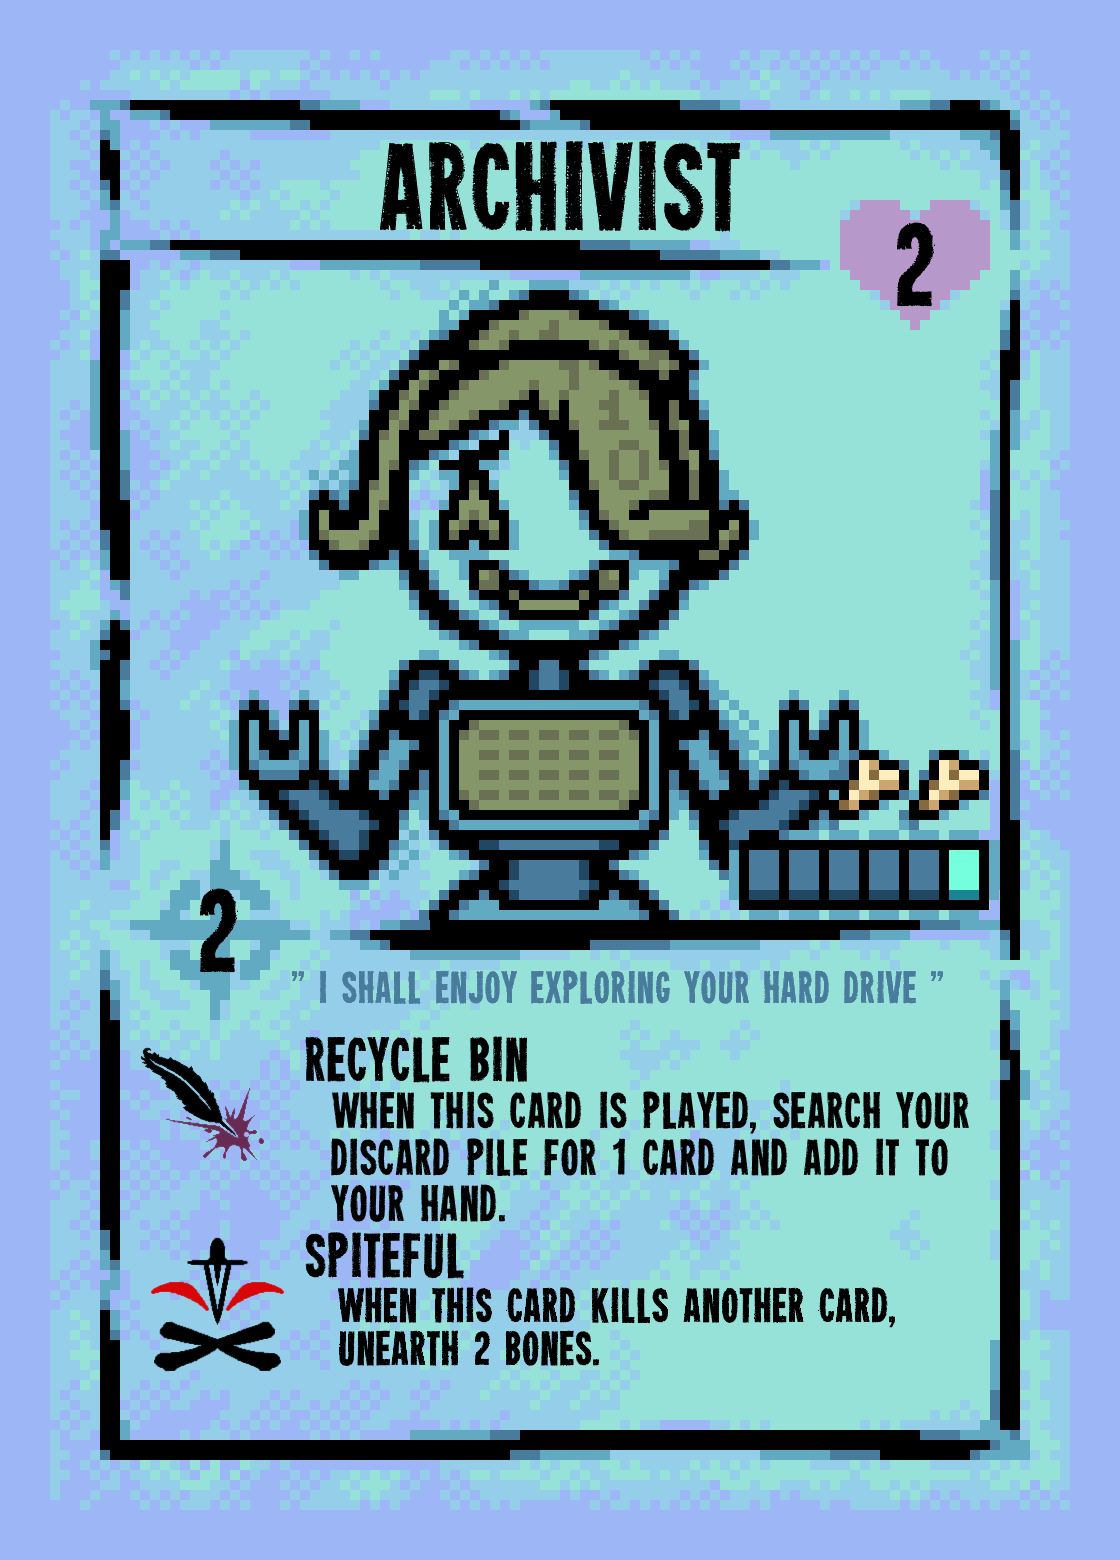 ARCHIVIST
2
1
0
2
” I SHALL ENJOY EXPLORING YOUR HARD DRIVE ”
RECYCLE BIN
WHEN THIS CARD IS PLAYED, SEARCH YOUR
DISCARD PILE FOR 1 CARD AND ADD IT TO
YOUR HAND.
SPITEFUL
WHEN THIS CARD KILLS ANOTHER CARD,
UNEARTH 2 BONES.